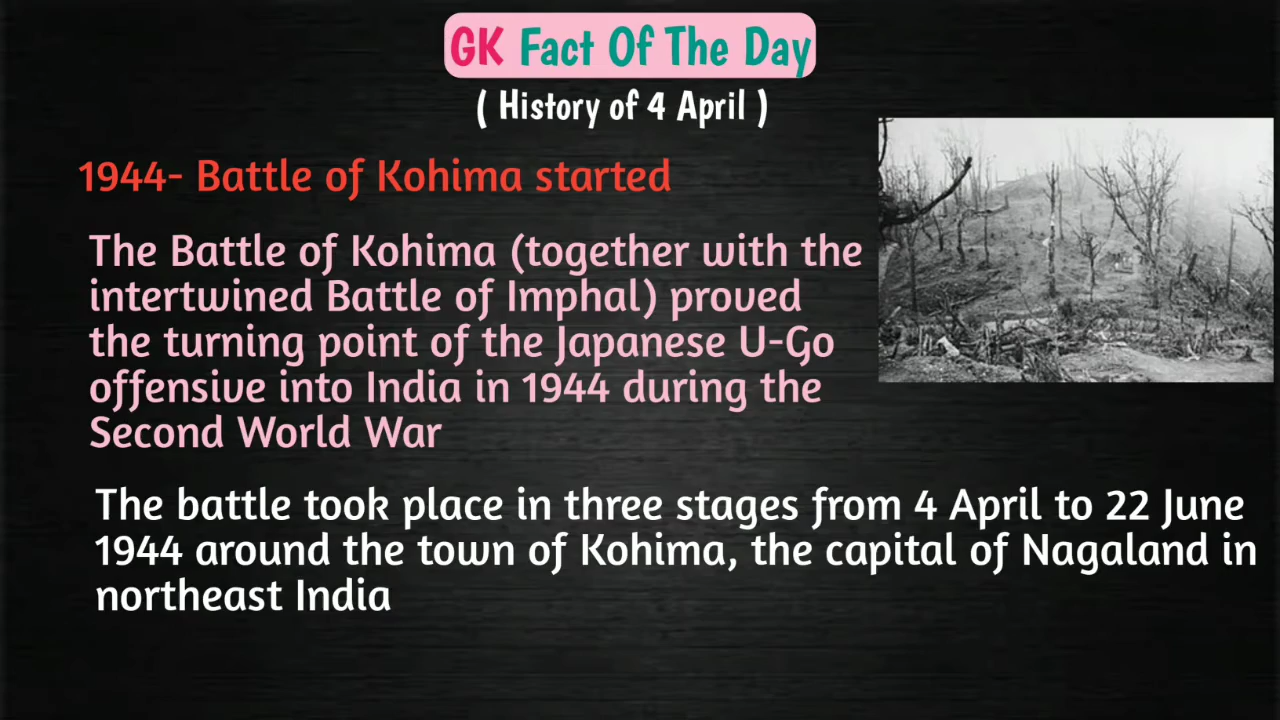 GK Fact Of The Day
( History of 4 April )
1944- Battle of Kohima started
The Battle of Kohima (together with the
intertwined Battle of Imphal) proved
the turning point of the Japanese U-Go
offensive into India in 1944 during the
Second World War
The battle took place in three stages from 4 April to 22 June
1944 around the town of Kohima, the capital of Nagaland in
northeast India